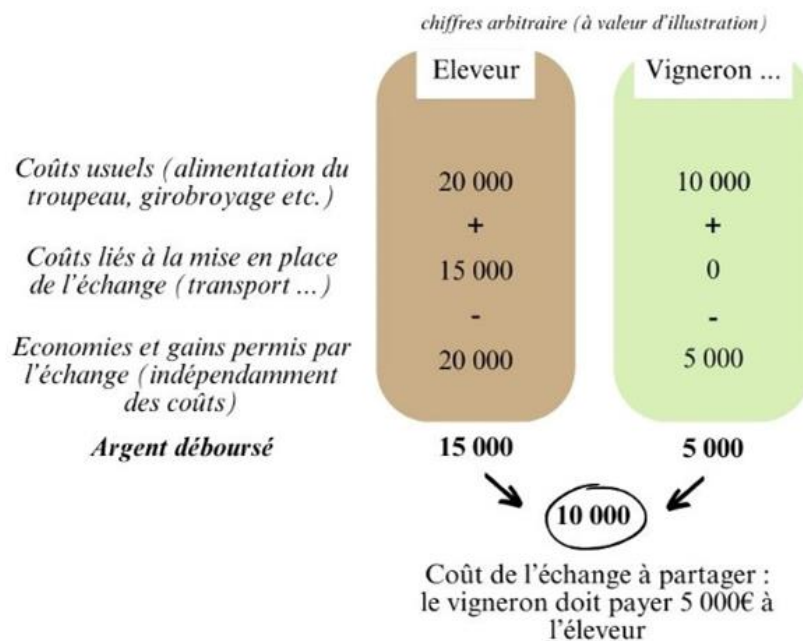 chiffres arbitraire (à valeur d'illustration)
Eleveur
Vigneron ...
Coûts usuels (alimentation du
troupeau, girobroyage etc.)
20 000
10 000
+
+
Coûts liés à la mise en place
de l'échange (transport ...)
15 000
0
-
-
Economies et gains permis par
l'échange (indépendamment
des coûts)
20 000
5 000
Argent déboursé
15 000
5 000
10 000
Coût de l'échange à partager :
le vigneron doit payer 5 000€ à
l'éleveur